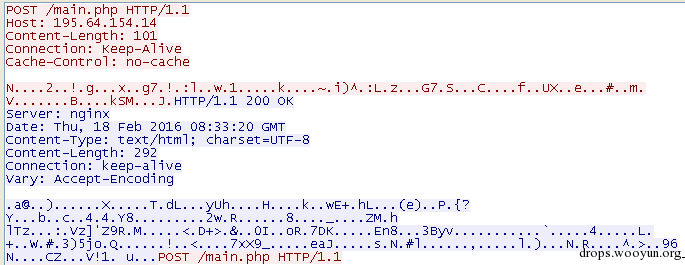 POST /main.php HTTP/1.1
Host: 195.64.154.14
Content-Length: 101
Connection: Keep-Alive
Cache-Control: no-cache
N....2..!.g...x..g7.!.:l..w.1.....k....~.i)^.:L.z...G7.S...C....f..UX..e...#..m.
V.......B....kSM...J.HTTP/1.1 200 OK
Server: nginx
Date: Thu, 18 Feb 2016 08:33:20 GMT
Content-Type: text/html; charset=UTF-8
Content-Length: 292
Connection: keep-alive
Vary: Accept-Encoding
.a@..)......X.....T.dL...yUh....H....k..wE+.hL...(e)..P.{?
Y...b..c..4.4.Y8.........2w.R......8...._....ZM.h
lTz...:.Vz]'Z9R.M.....<.D+>.&..0I..oR.7DK.....En8...3Byv...........`.....4.....L.
+..W.#.3)5jo.Q......!..<....7xX9_.....eaJ.....s.N.#l......,.....l.)...N.R....^.>..96
N....CZ...V!1. u...POST /main.php HTTP/1.1
drops.wooyun.org